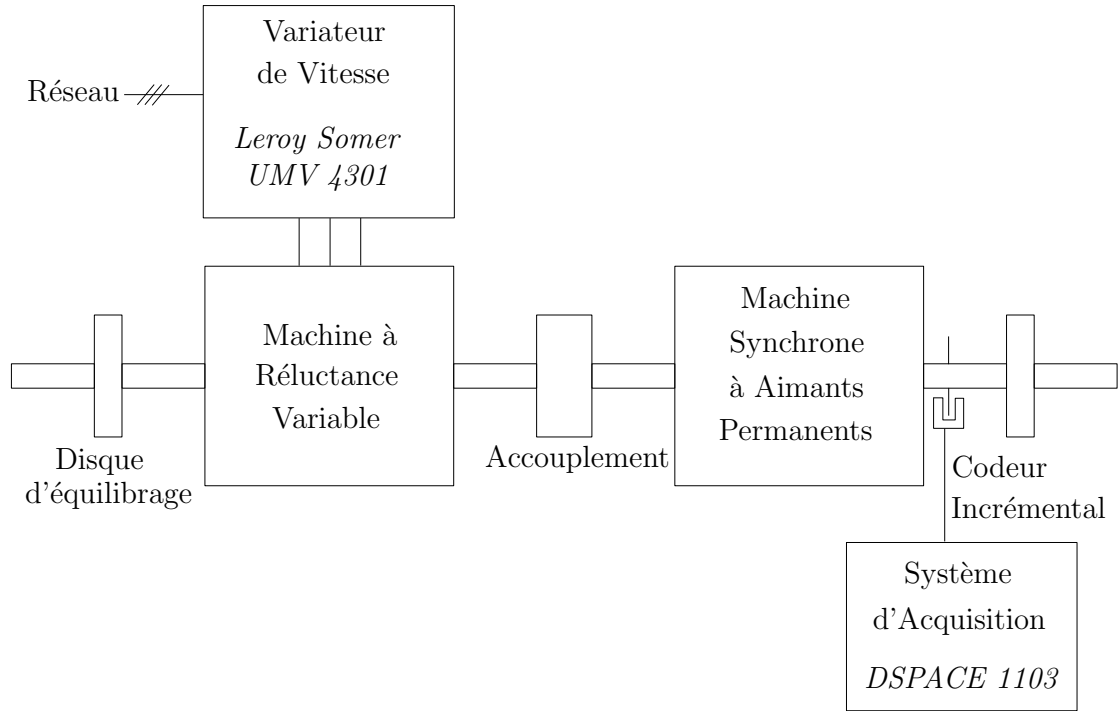 Variateur
de Vitesse
Réseau
Leroy Somer
UMV 4301
Machine à
Réluctance
Variable
Machine
Synchrone
à Aimants
Permanents
Disque
d'équilibrage
Accouplement
Codeur
Incrémental
Système
d'Acquisition
DSPACE 1103